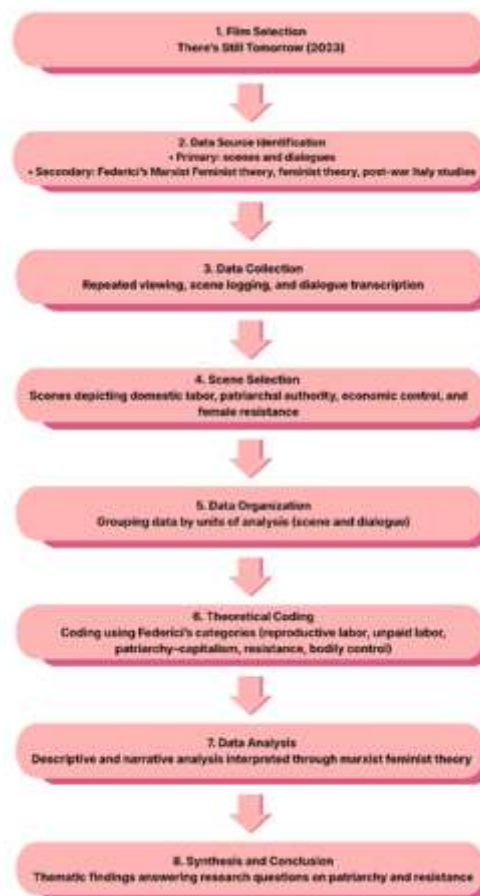 1. Film Selection
There's Still Tomorrow (2023)
2. Data Source Identification
• Primary: scenes and dialogues
• Secondary: Federici's Marxist Feminist theory, feminist theory, post-war Italy studies
3. Data Collection
Repeated viewing, scene logging, and dialogue transcription
4. Scene Selection
Scenes depicting domestic labor, patriarchal authority, economic control, and
female resistance
5. Data Organization
Grouping data by units of analysis (scene and dialogue)
6. Theoretical Coding
Coding using Federici's categories (reproductive labor, unpaid labor,
patriarchy-capitalism, resistance, bodily control)
7. Data Analysis
Descriptive and narrative analysis interpreted through marxist feminist theory
8. Synthesis and Conclusion
Thematic findings answering research questions on patriarchy and resistance